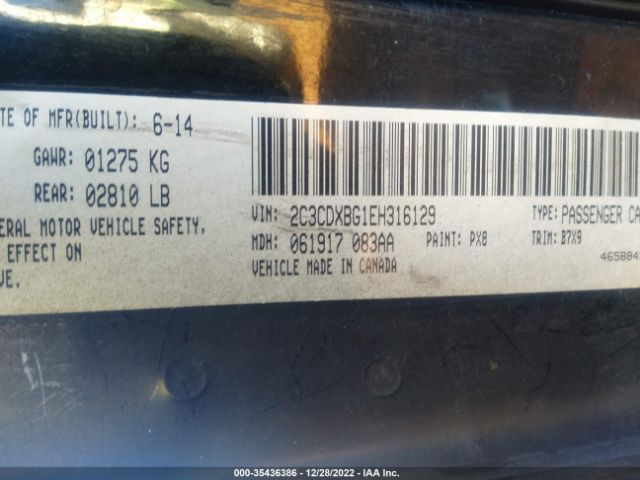 TE OF MFR(BUILT): 6-14
GAWR: 01275 KG
REAR: 02810 LB
ERAL MOTOR VEHICLE SAFETY,
EFFECT ON
VE.
VIN: 2C3CDXBG1EH316129 TYPE: PASSENGER CA
MDH: 061917 083AA PAINT: PX8 TRIM: B7X9
VEHICLE MADE IN CANADA
465884
000-35436386 - 12/28/2022 - IAA Inc.